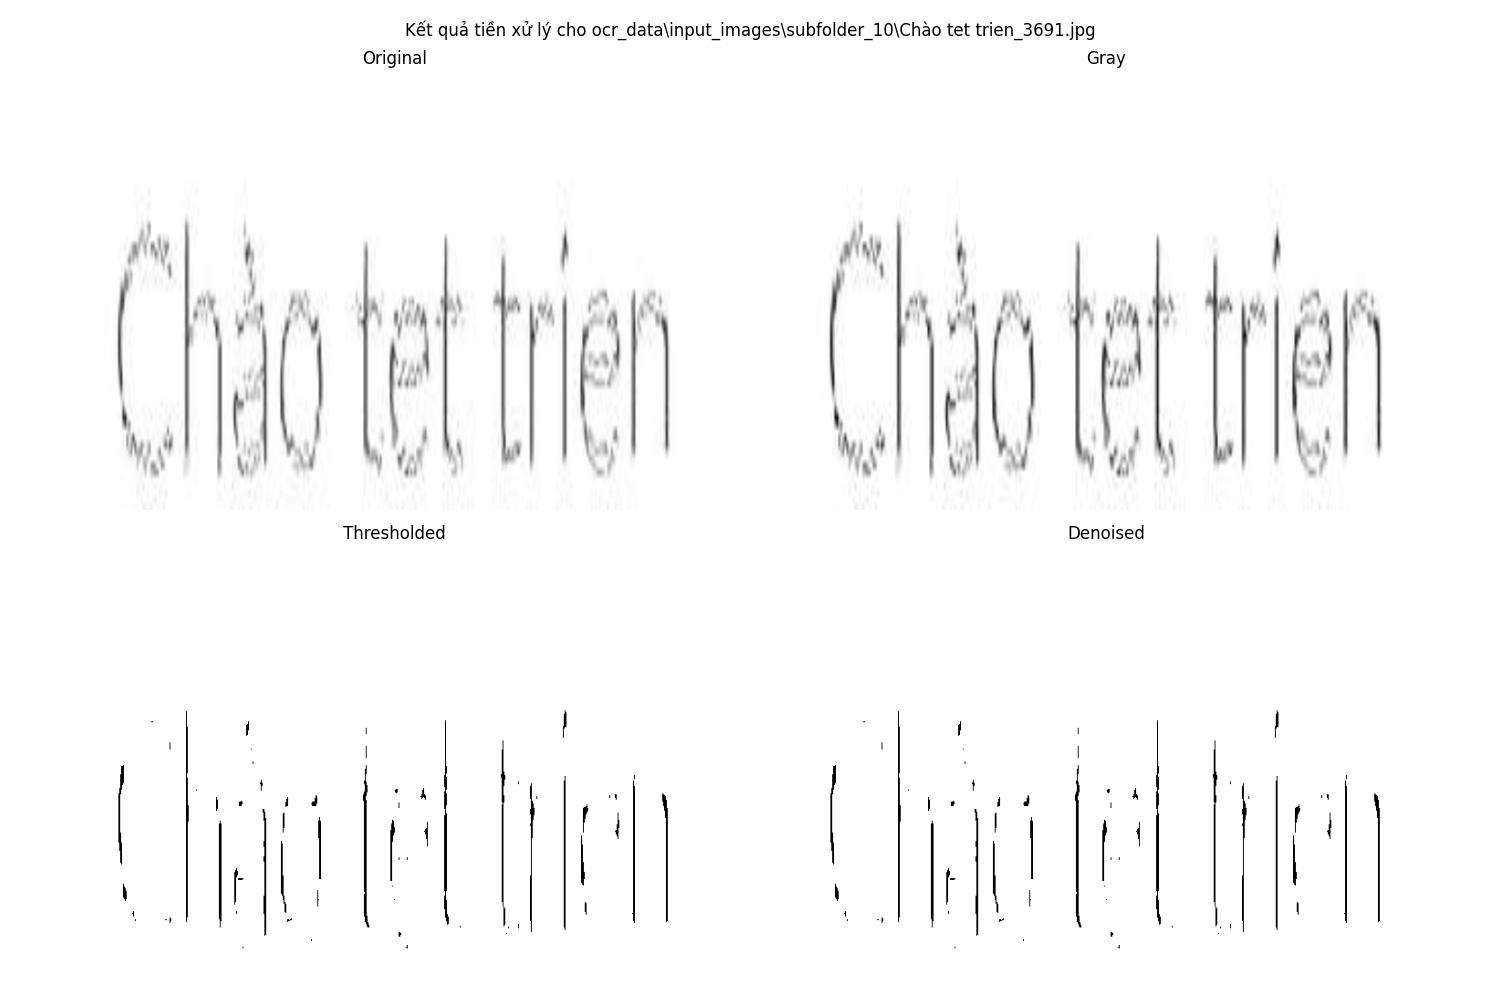 Kết quả tiền xử lý cho ocr_data\input_images\subfolder_10\Chào tet trien_3691.jpg
Original
Gray
Chào tet trien
Chào tet trien
Thresholded
Denoised